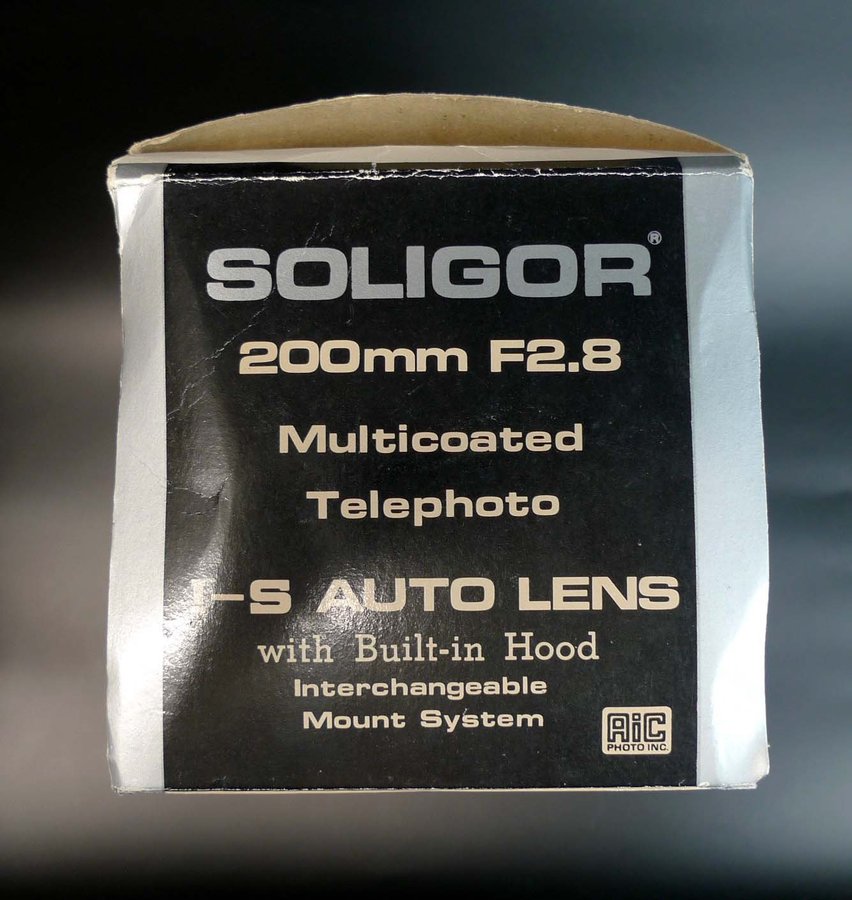 SOLIGOR®
200mm F2.8
Multicoated
Telephoto
I-S AUTO LENS
with Built-in Hood
Interchangeable
Mount System
AiC
PHOTO INC.